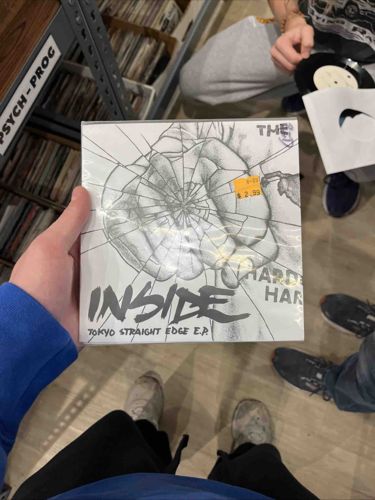 PSYCH-PROG
THE
$2.99
HARD
HAR
INSIDE
TOKYO STRAIGHT EDGE E.P.